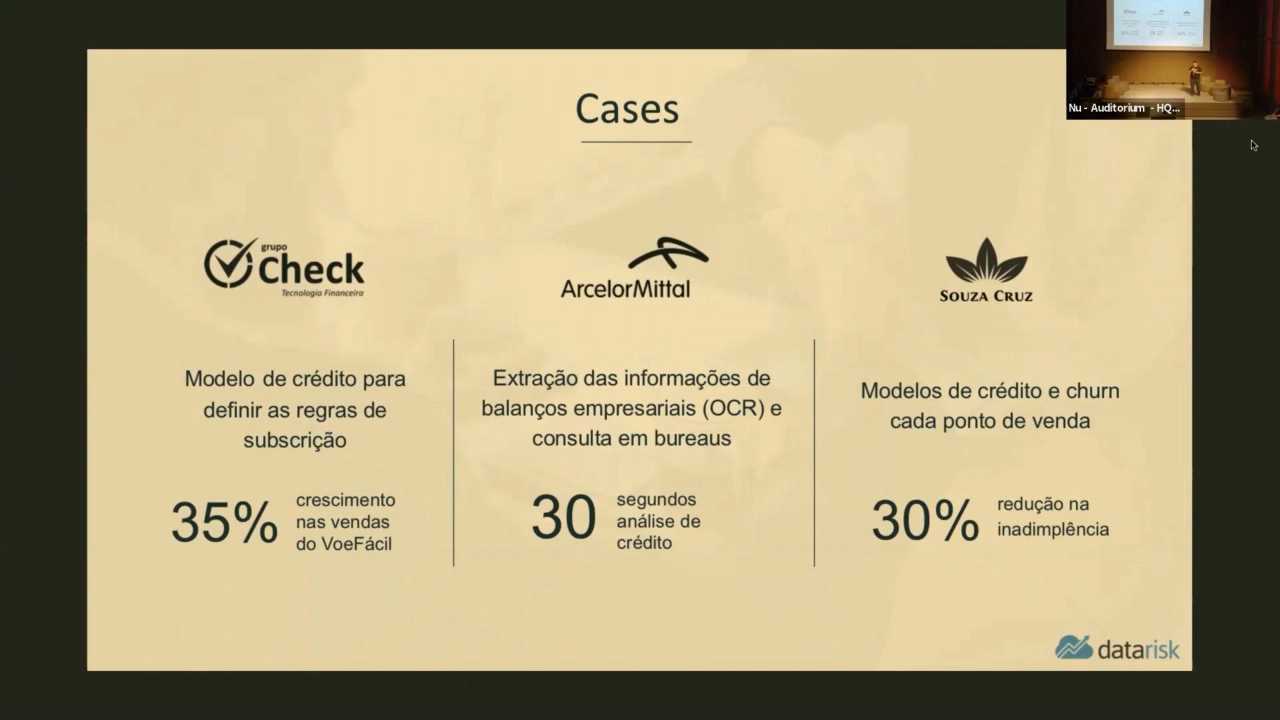 Cases
Nu - Auditorium - HQ...
grupo
Check
Tecnologia Financeira
ArcelorMittal
SOUZA CRUZ
Modelo de crédito para
definir as regras de
subscrição
35%
crescimento
nas vendas
do VoeFácil
Extração das informações de
balanços empresariais (OCR) e
consulta em bureaus
30
segundos
análise de
crédito
Modelos de crédito e churn
cada ponto de venda
30%
redução na
inadimplência
datarisk